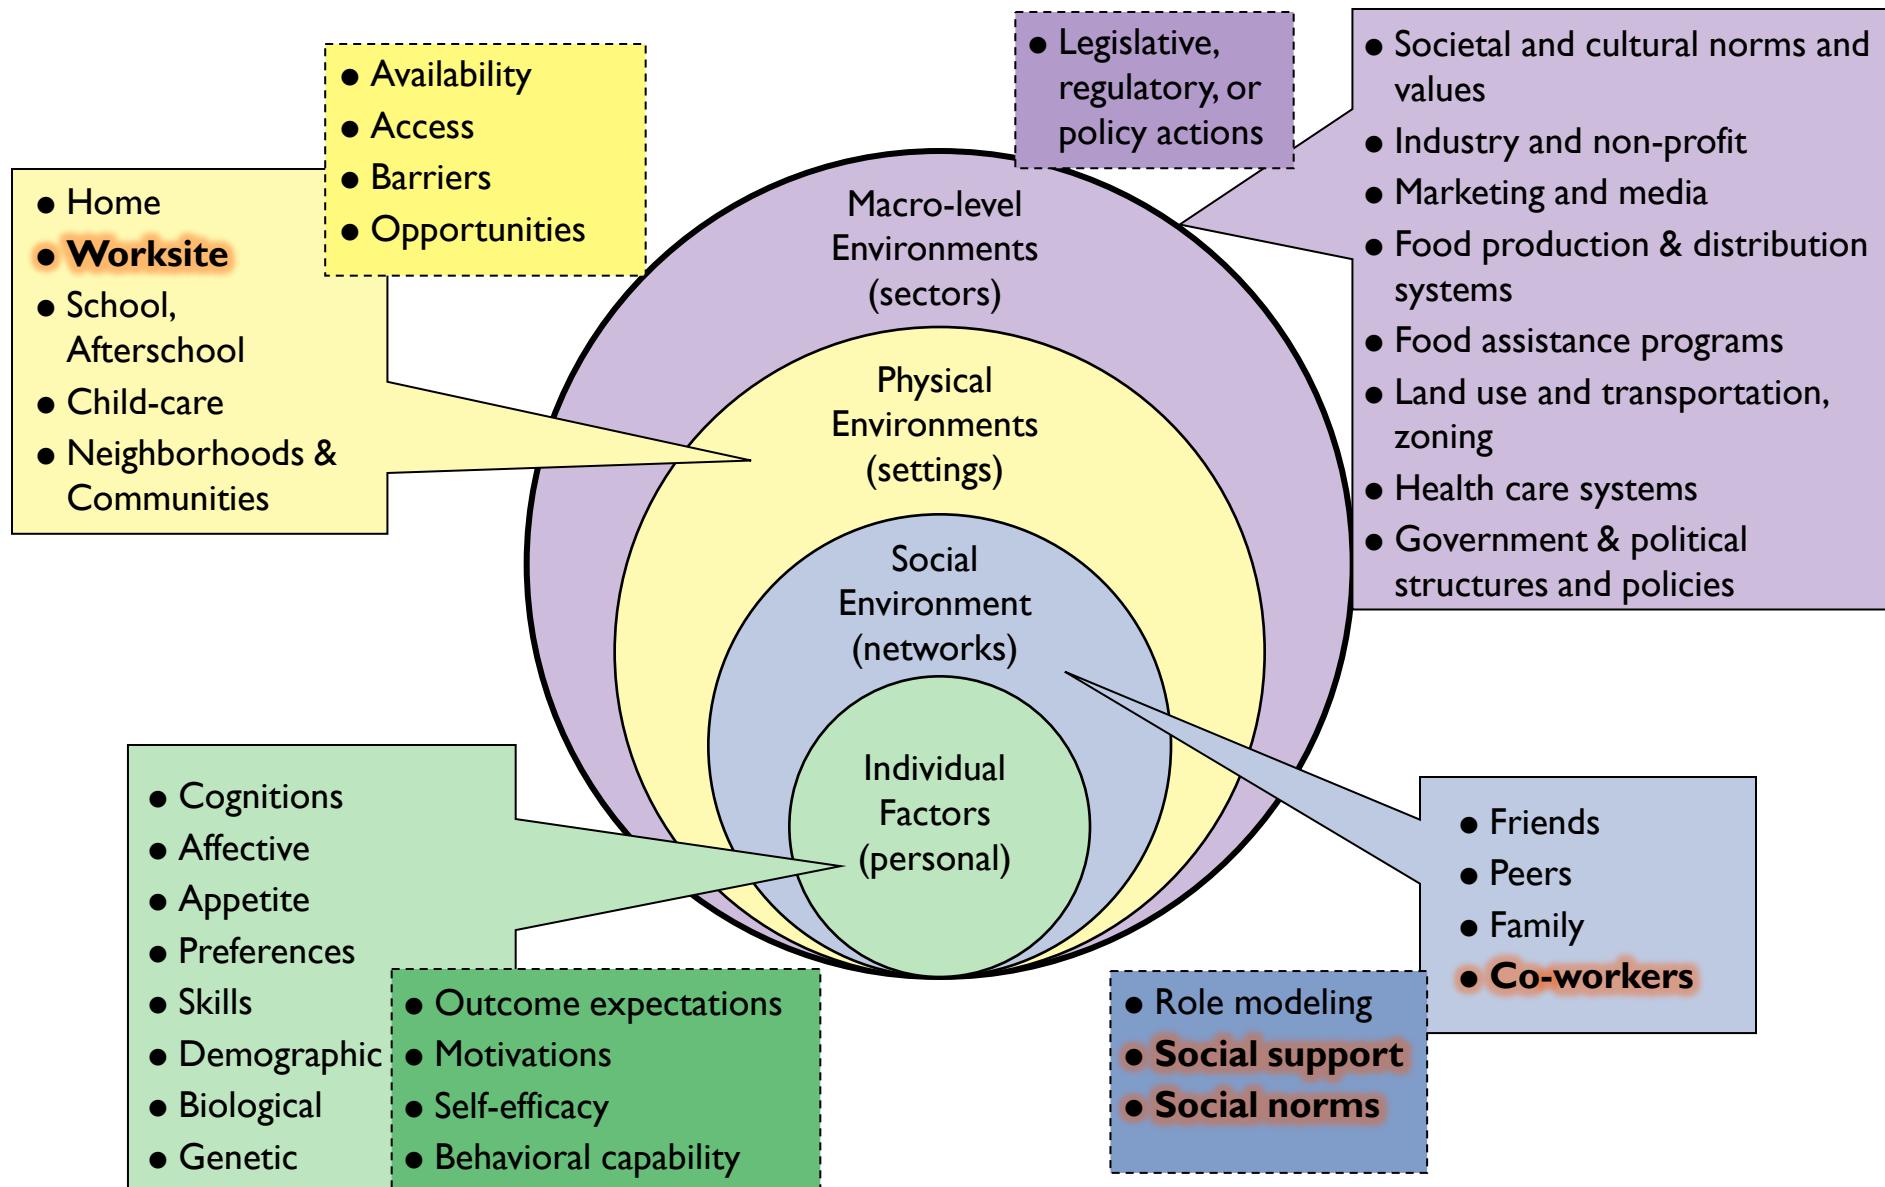 ● Availability
● Access
● Barriers
● Opportunities
● Legislative,
regulatory, or
policy actions
● Societal and cultural norms and
values
● Industry and non-profit
● Marketing and media
● Food production & distribution
systems
● Food assistance programs
● Land use and transportation,
zoning
● Health care systems
● Government & political
structures and policies
● Home
● Worksite
● School,
Afterschool
● Child-care
● Neighborhoods &
Communities
Macro-level
Environments
(sectors)
Physical
Environments
(settings)
Social
Environment
(networks)
Individual
Factors
(personal)
● Cognitions
● Affective
● Appetite
● Preferences
● Skills
● Demographic
● Biological
● Genetic
● Outcome expectations
● Motivations
● Self-efficacy
● Behavioral capability
● Friends
● Peers
● Family
● Co-workers
● Role modeling
● Social support
● Social norms